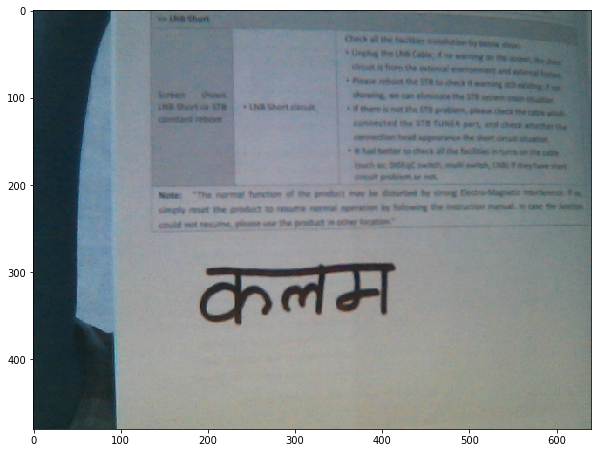 >> LNB Short
Screen shows LNB Short or STB constant reboot
• LNB Short circuit
Check all the facilities installation by below steps:
• Unplug the LNB Cable, if no warning on the screen, the short
circuit is from the external environment and external factors.
• Please reboot the STB to check if warning still existing, if not
showing, we can eliminate the STB system short situation.
• If there is not the STB problem, please check the cable which
connected the STB TUNER part, and check whether the
connection head appearance the short circuit situation.
• It had better to check all the facilities in turns on the cable
(such as: DiSEqC switch, multi-switch, LNB) if they have short
circuit problem or not.
Note: "The normal function of the product may be disturbed by strong Electro-Magnetic Interference. If so,
simply reset the product to resume normal operation by following the instruction manual. In case the function
could not resume, please use the product in other location."
कलम
0
100
200
300
400
0 100 200 300 400 500 600